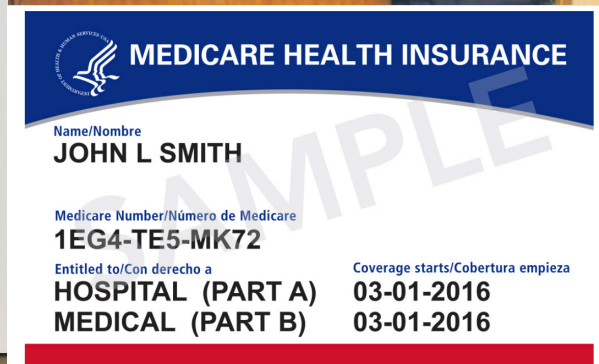 MEDICARE HEALTH INSURANCE
Name/Nombre
JOHN L SMITH
Medicare Number/Número de Medicare
1EG4-TE5-MK72
Entitled to/Con derecho a
Coverage starts/Cobertura empieza
HOSPITAL (PART A) 03-01-2016
MEDICAL (PART B) 03-01-2016
SAMPLE